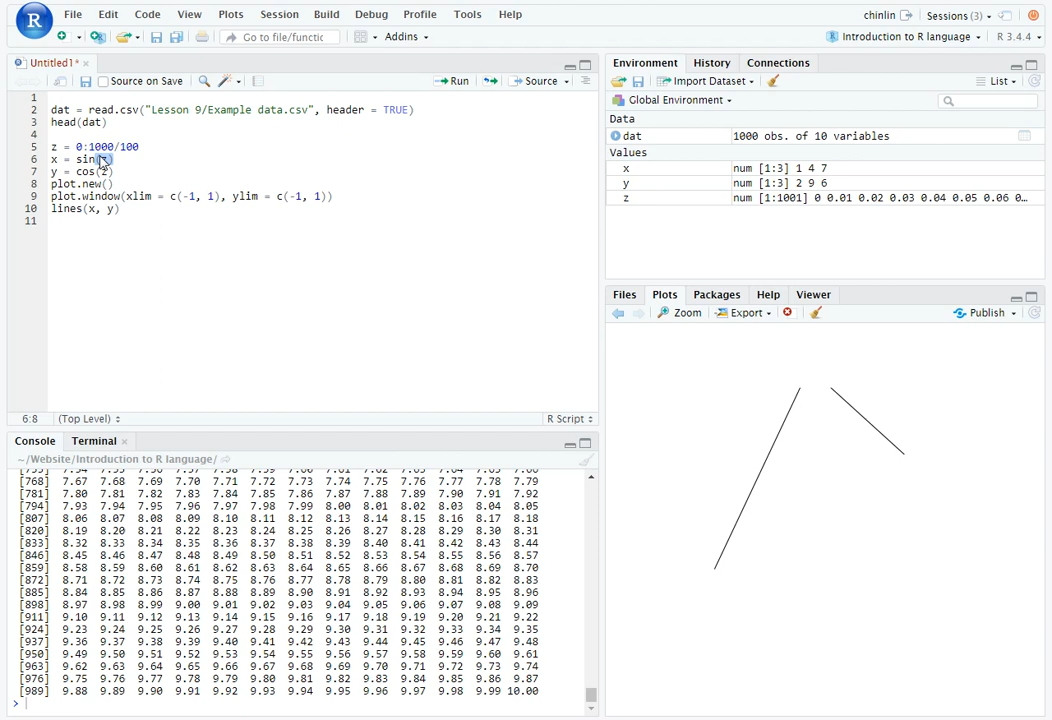 R File Edit Code View Plots Session Build Debug Profile Tools Help chinlin Sessions (3)
Go to file/functic Addins Introduction to R language R 3.4.4
Untitled1*
Source on Save Run Source
1
2 dat = read.csv("Lesson 9/Example data.csv", header = TRUE)
3 head(dat)
4
5 z = 0:1000/100
6 x = sin(
7 y = cos(z)
8 plot.new()
9 plot.window(xlim = c(-1, 1), ylim = c(-1, 1))
10 lines(x, y)
11
6:8 (Top Level) R Script
Console Terminal
~/Website/Introduction to R language/
[768] 7.67 7.68 7.69 7.70 7.71 7.72 7.73 7.74 7.75 7.76 7.77 7.78 7.79
[781] 7.80 7.81 7.82 7.83 7.84 7.85 7.86 7.87 7.88 7.89 7.90 7.91 7.92
[794] 7.93 7.94 7.95 7.96 7.97 7.98 7.99 8.00 8.01 8.02 8.03 8.04 8.05
[807] 8.06 8.07 8.08 8.09 8.10 8.11 8.12 8.13 8.14 8.15 8.16 8.17 8.18
[820] 8.19 8.20 8.21 8.22 8.23 8.24 8.25 8.26 8.27 8.28 8.29 8.30 8.31
[833] 8.32 8.33 8.34 8.35 8.36 8.37 8.38 8.39 8.40 8.41 8.42 8.43 8.44
[846] 8.45 8.46 8.47 8.48 8.49 8.50 8.51 8.52 8.53 8.54 8.55 8.56 8.57
[859] 8.58 8.59 8.60 8.61 8.62 8.63 8.64 8.65 8.66 8.67 8.68 8.69 8.70
[872] 8.71 8.72 8.73 8.74 8.75 8.76 8.77 8.78 8.79 8.80 8.81 8.82 8.83
[885] 8.84 8.85 8.86 8.87 8.88 8.89 8.90 8.91 8.92 8.93 8.94 8.95 8.96
[898] 8.97 8.98 8.99 9.00 9.01 9.02 9.03 9.04 9.05 9.06 9.07 9.08 9.09
[911] 9.10 9.11 9.12 9.13 9.14 9.15 9.16 9.17 9.18 9.19 9.20 9.21 9.22
[924] 9.23 9.24 9.25 9.26 9.27 9.28 9.29 9.30 9.31 9.32 9.33 9.34 9.35
[937] 9.36 9.37 9.38 9.39 9.40 9.41 9.42 9.43 9.44 9.45 9.46 9.47 9.48
[950] 9.49 9.50 9.51 9.52 9.53 9.54 9.55 9.56 9.57 9.58 9.59 9.60 9.61
[963] 9.62 9.63 9.64 9.65 9.66 9.67 9.68 9.69 9.70 9.71 9.72 9.73 9.74
[976] 9.75 9.76 9.77 9.78 9.79 9.80 9.81 9.82 9.83 9.84 9.85 9.86 9.87
[989] 9.88 9.89 9.90 9.91 9.92 9.93 9.94 9.95 9.96 9.97 9.98 9.99 10.00
>
Environment History Connections
Import Dataset List
Global Environment
Data
dat 1000 obs. of 10 variables
Values
x num [1:3] 1 4 7
y num [1:3] 2 9 6
z num [1:1001] 0 0.01 0.02 0.03 0.04 0.05 0.06 0…
Files Plots Packages Help Viewer
Zoom Export Publish